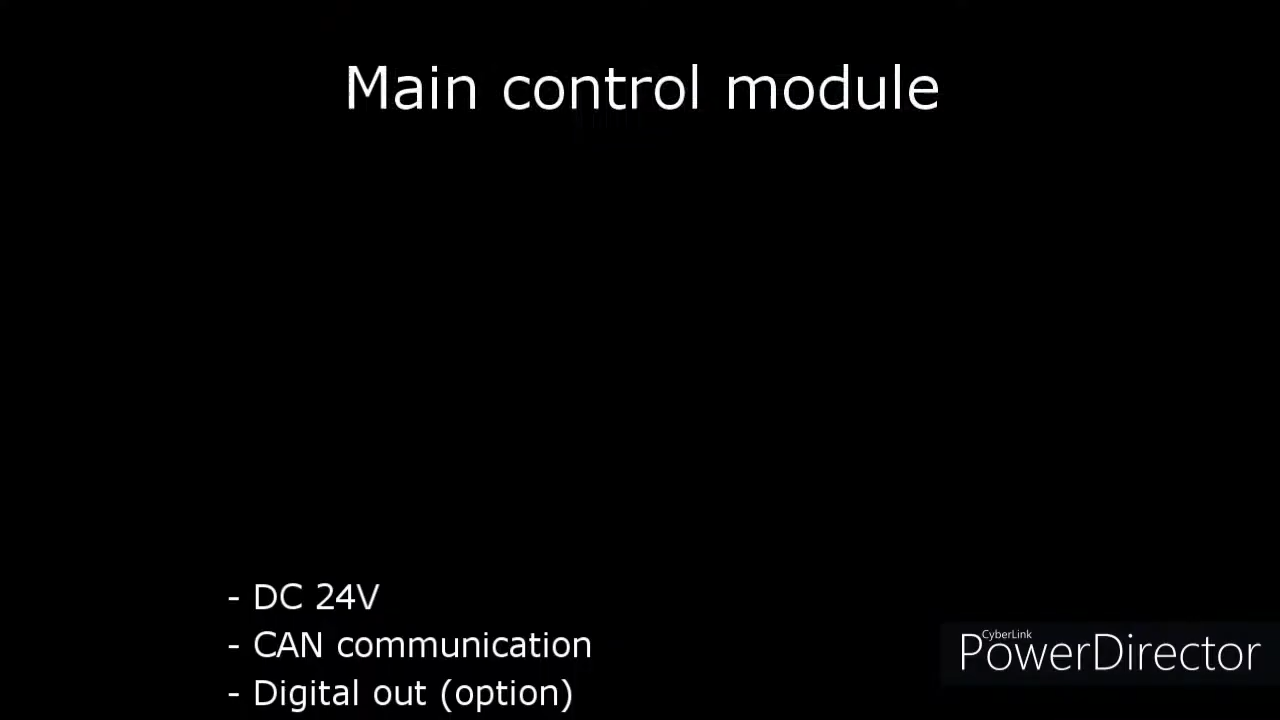 Main control module
- DC 24V
- CAN communication
- Digital out (option)
CyberLink
PowerDirector